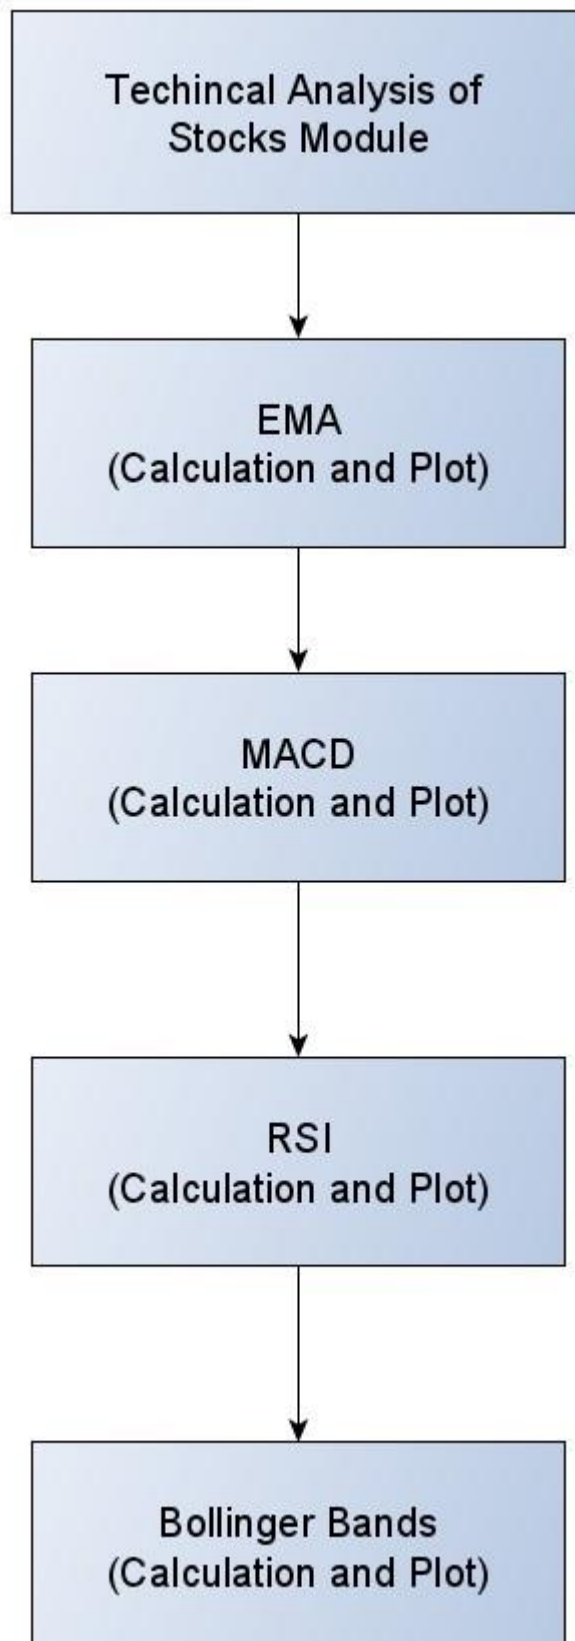 Techincal Analysis of
Stocks Module
EMA
(Calculation and Plot)
MACD
(Calculation and Plot)
RSI
(Calculation and Plot)
Bollinger Bands
(Calculation and Plot)